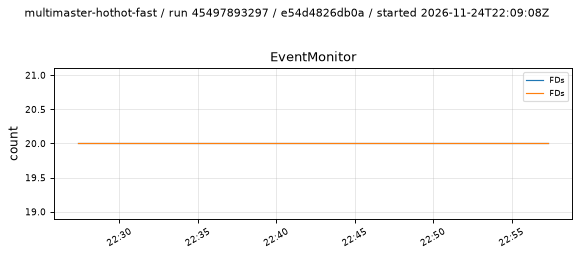 multimaster-hothot-fast / run 45497893297 / e54d4826db0a / started 2026-11-24T22:09:08Z
EventMonitor
FDs
FDs
count
21.0
20.5
20.0
19.5
19.0
22:30
22:35
22:40
22:45
22:50
22:55